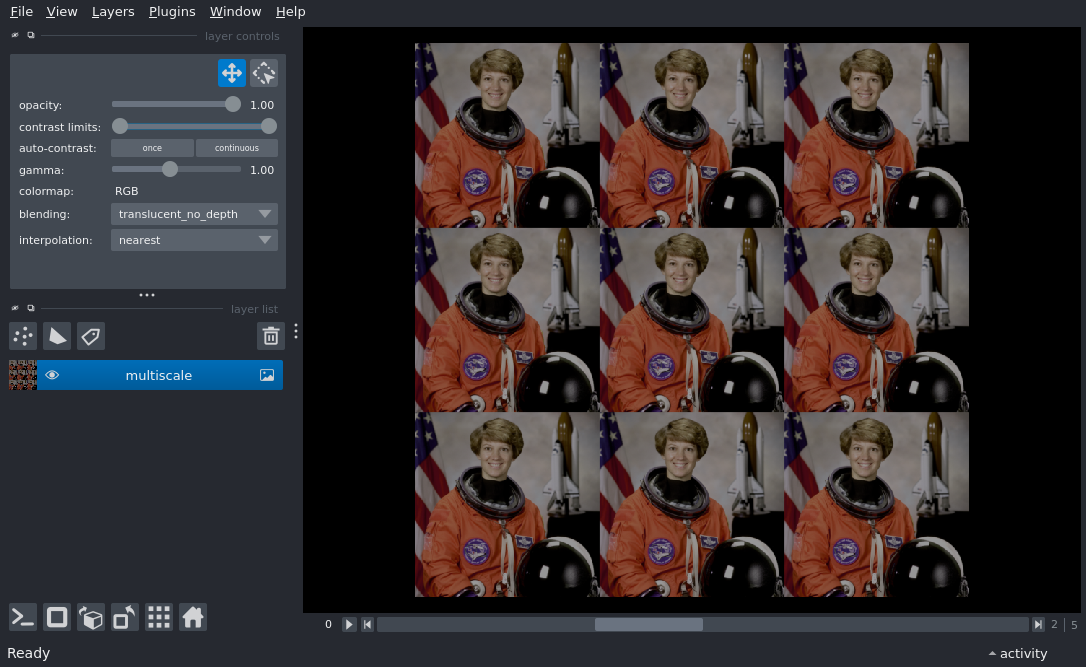 File View Layers Plugins Window Help
layer controls
opacity: 1.00
contrast limits:
auto-contrast: once continuous
gamma: 1.00
colormap: RGB
blending: translucent_no_depth
interpolation: nearest
layer list
multiscale
0 2 5
Ready activity